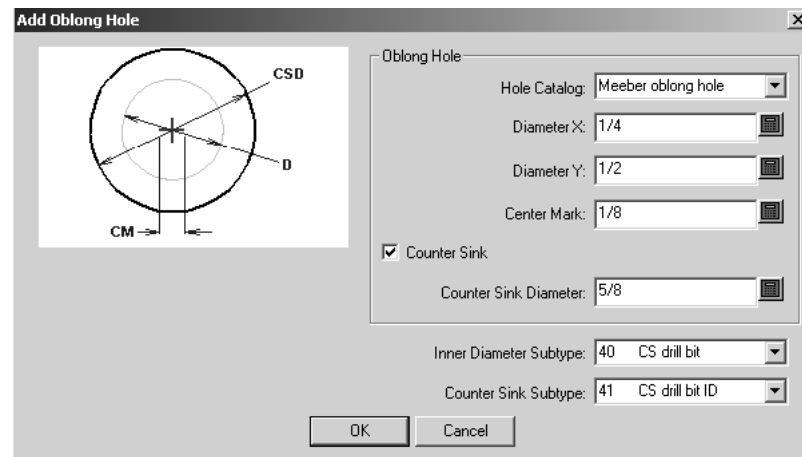 Add Oblong Hole
CSD
D
CM
Oblong Hole
Hole Catalog: Meeber oblong hole
Diameter X: 1/4
Diameter Y: 1/2
Center Mark: 1/8
Counter Sink
Counter Sink Diameter: 5/8
Inner Diameter Subtype: 40 CS drill bit
Counter Sink Subtype: 41 CS drill bit ID
OK Cancel